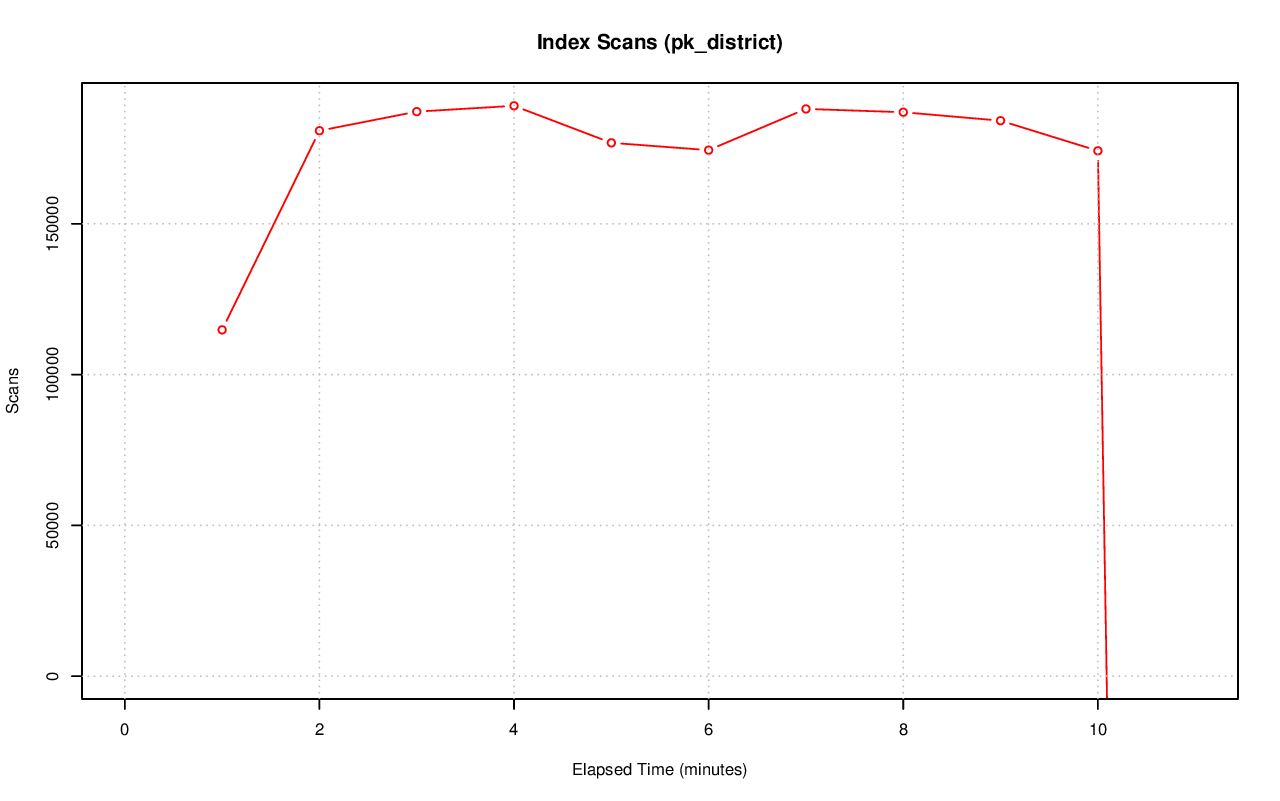 Index Scans (pk_district)
Scans
150000
100000
50000
0
0 2 4 6 8 10
Elapsed Time (minutes)